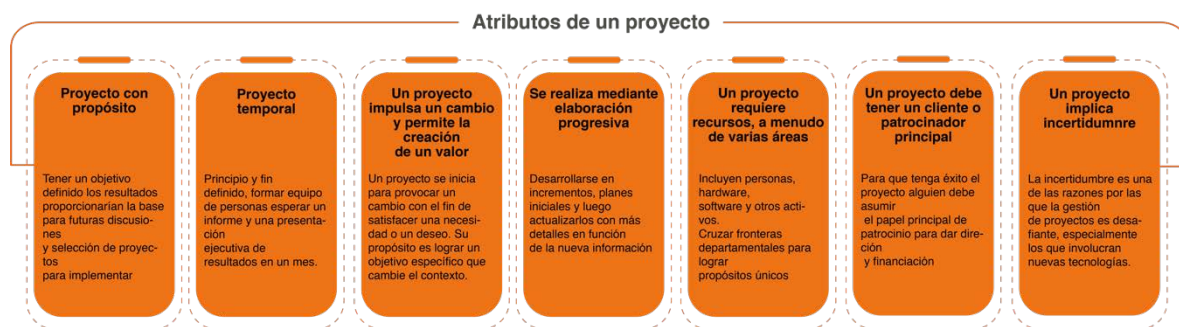 Atributos de un proyecto
Proyecto con
propósito
Tener un objetivo
definido los resultados
proporcionarían la base
para futuras discusio-
nes
y selección de proyec-
tos
para implementar
Proyecto
temporal
Principio y fin
definido, formar equipo
de personas esperar un
informe y una presenta-
ción
ejecutiva de
resultados en un mes.
Un proyecto
impulsa un cambio
y permite la
creación
de un valor
Un proyecto se inicia
para provocar un
cambio con el fin de
satisfacer una necesi-
dad o un deseo. Su
propósito es lograr un
objetivo específico que
cambie el contexto.
Se realiza mediante
elaboración
progresiva
Desarrollarse en
incrementos, planes
iniciales y luego
actualizarlos con más
detalles en función
de la nueva información
Un proyecto
requiere
recursos, a menudo
de varias áreas
Incluyen personas,
hardware,
software y otros acti-
vos.
Cruzar fronteras
departamentales para
lograr
propósitos únicos
Un proyecto debe
tener un cliente o
patrocinador
principal
Para que tenga éxito el
proyecto alguien debe
asumir
el papel principal de
patrocinio para dar dire-
ción
y financiación
Un proyecto
implica
incertidumnre
La incertidumbre es una
de las razones por las
que la gestión
de proyectos es desa-
fiante, especialmente
los que involucran
nuevas tecnologías.